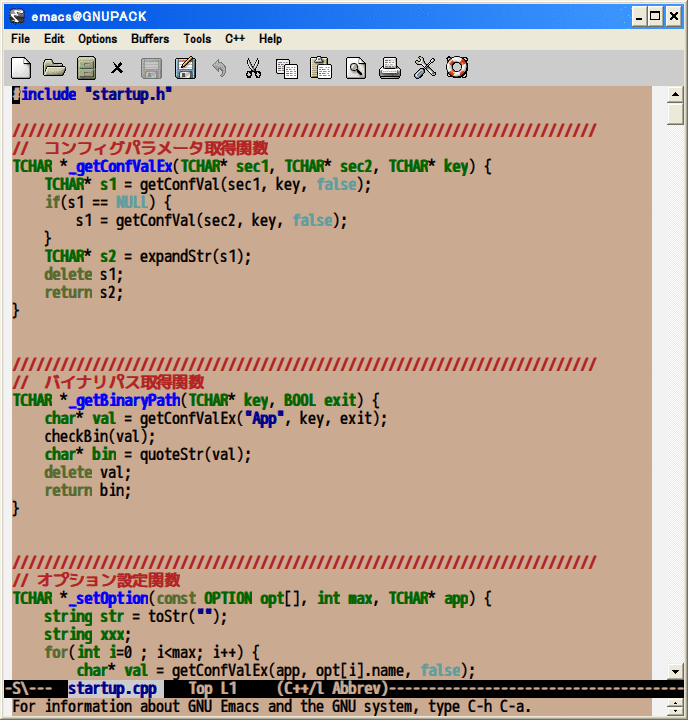 emacs@GNUPACK
File Edit Options Buffers Tools C++ Help
#include "startup.h"
/////////////////////////////////////////////////////////////////////////
//  コンフィグパラメータ取得関数
TCHAR *_getConfValEx(TCHAR* sec1, TCHAR* sec2, TCHAR* key) {
    TCHAR* s1 = getConfVal(sec1, key, false);
    if(s1 == NULL) {
        s1 = getConfVal(sec2, key, false);
    }
    TCHAR* s2 = expandStr(s1);
    delete s1;
    return s2;
}
/////////////////////////////////////////////////////////////////////////
//  バイナリパス取得関数
TCHAR *_getBinaryPath(TCHAR* key, BOOL exit) {
    char* val = getConfValEx("App", key, exit);
    checkBin(val);
    char* bin = quoteStr(val);
    delete val;
    return bin;
}
/////////////////////////////////////////////////////////////////////////
// オプション設定関数
TCHAR *_setOption(const OPTION opt[], int max, TCHAR* app) {
    string str = toStr("");
    string xxx;
    for(int i=0 ; i<max; i++) {
        char* val = getConfValEx(app, opt[i].name, false);
-S\--- startup.cpp Top L1 (C++/l Abbrev)-------------------------------------
For information about GNU Emacs and the GNU system, type C-h C-a.